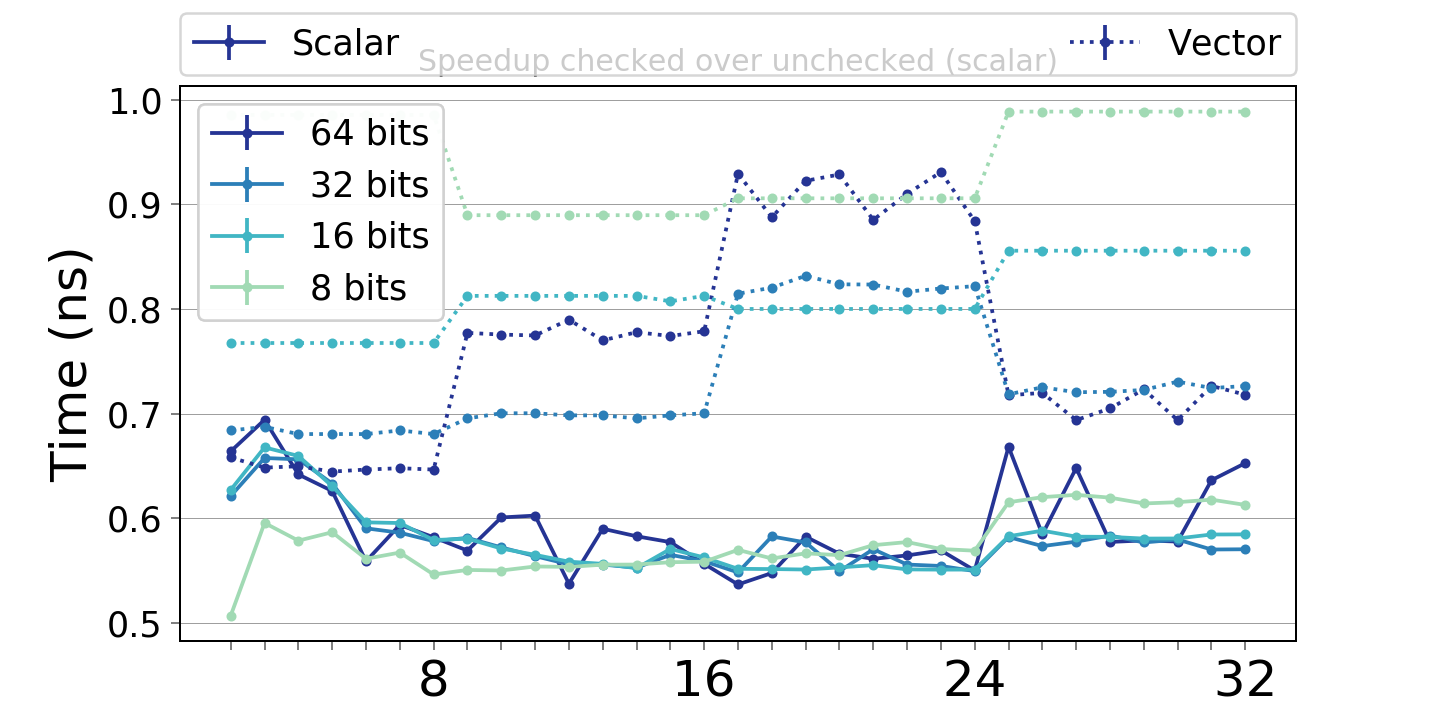 Scalar
Vector
Speedup checked over unchecked (scalar)
1.0
0.9
0.8
0.7
0.6
0.5
Time (ns)
64 bits
32 bits
16 bits
8 bits
8
16
24
32